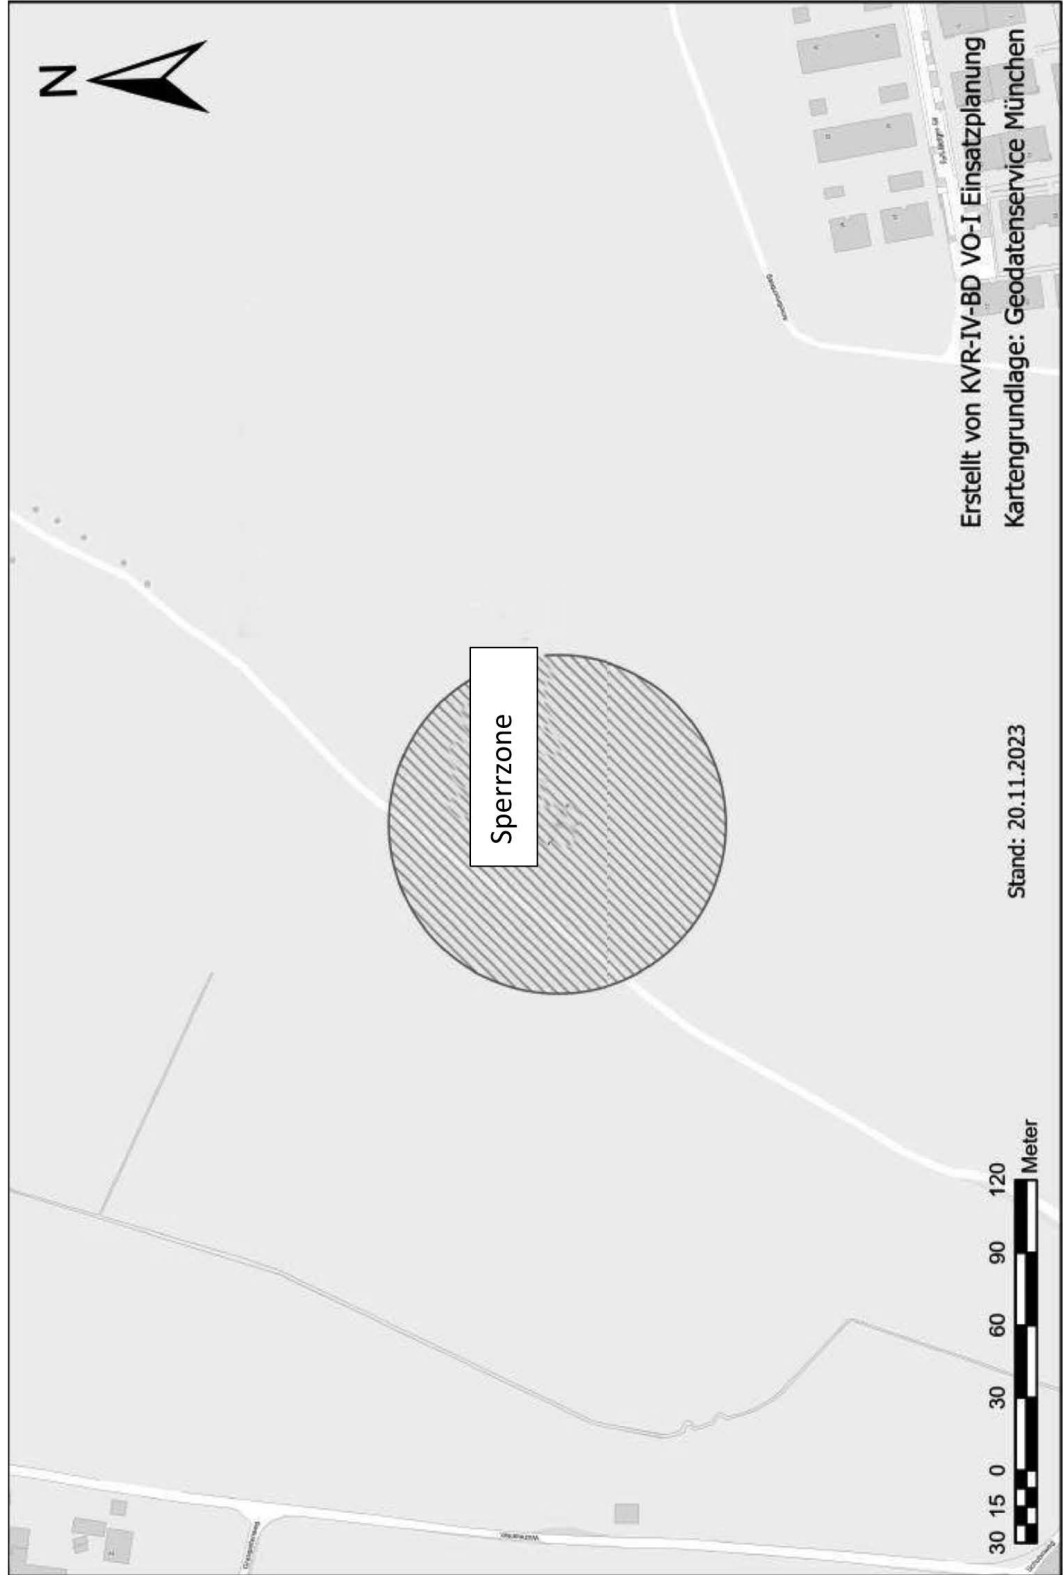 N
Sperrzone
Stand: 20.11.2023
Erstellt von KVR-IV-BD VO-I Einsatzplanung
Kartengrundlage: Geodatenservice München
30 15 0 30 60 90 120
Meter